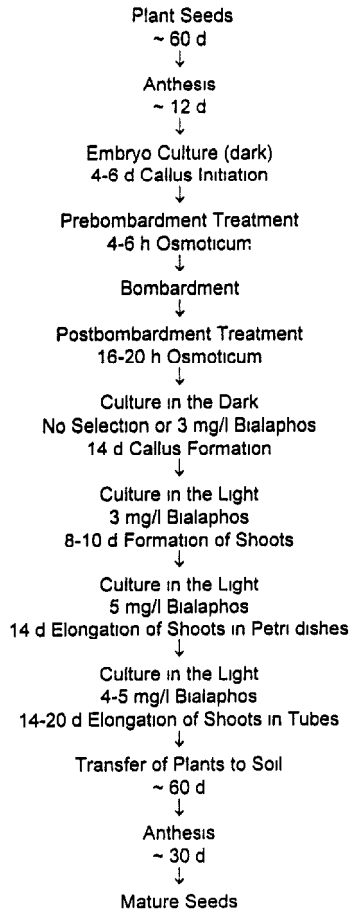 Plant Seeds
~ 60 d
↓
Anthesis
~ 12 d
↓
Embryo Culture (dark)
4-6 d Callus Initiation
↓
Prebombardment Treatment
4-6 h Osmoticum
↓
Bombardment
↓
Postbombardment Treatment
16-20 h Osmoticum
↓
Culture in the Dark
No Selection or 3 mg/l Bialaphos
14 d Callus Formation
↓
Culture in the Light
3 mg/l Bialaphos
8-10 d Formation of Shoots
↓
Culture in the Light
5 mg/l Bialaphos
14 d Elongation of Shoots in Petri dishes
↓
Culture in the Light
4-5 mg/l Bialaphos
14-20 d Elongation of Shoots in Tubes
↓
Transfer of Plants to Soil
~ 60 d
↓
Anthesis
~ 30 d
↓
Mature Seeds